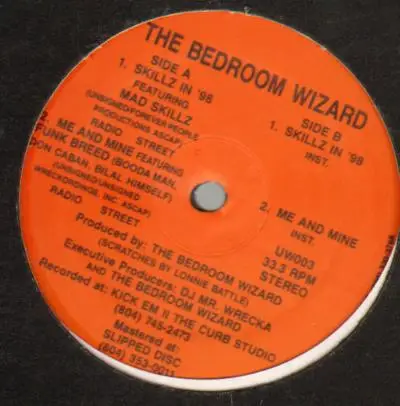 THE BEDROOM WIZARD
SIDE A
1. SKILLZ IN '98
FEATURING
MAD SKILLZ
(UNSIGNED/FOREVER PEOPLE
PRODUCTIONS ASCAP)
RADIO STREET
2. ME AND MINE FEATURING
FUNK BREED (BOODA MAN,
DON CABAN, BILAL HIMSELF)
(UNSIGNED/UNSIGNED
WRECKORDINGS INC. ASCAP)
RADIO STREET
SIDE B
1. SKILLZ IN '98
INST.
2. ME AND MINE
INST.
UW003
33.3 RPM
STEREO
Produced by: THE BEDROOM WIZARD
(SCRATCHES BY LONNIE BATTLE)
Executive Producers: DJ MR. WRECKA
AND THE BEDROOM WIZARD
Recorded at: KICK EM II THE CURB STUDIO
(804) 745-2473
Mastered at:
SLIPPED DISC
(804) 353-0011